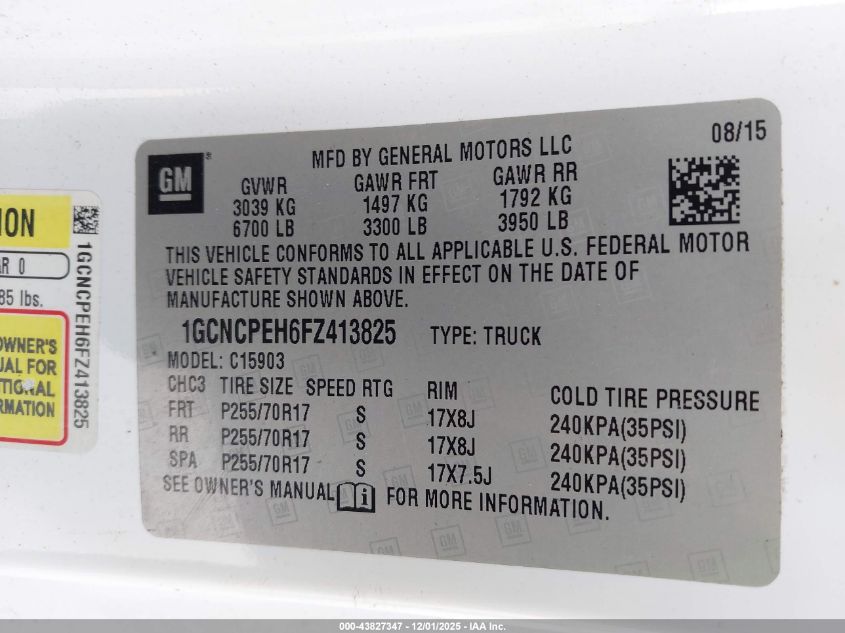 08/15
GM
MFD BY GENERAL MOTORS LLC
GVWR GAWR FRT GAWR RR
3039 KG 1497 KG 1792 KG
6700 LB 3300 LB 3950 LB
THIS VEHICLE CONFORMS TO ALL APPLICABLE U.S. FEDERAL MOTOR
VEHICLE SAFETY STANDARDS IN EFFECT ON THE DATE OF
MANUFACTURE SHOWN ABOVE.
1GCNCPEH6FZ413825 TYPE: TRUCK
MODEL: C15903
CHC3 TIRE SIZE SPEED RTG RIM COLD TIRE PRESSURE
FRT P255/70R17 S 17X8J 240KPA(35PSI)
RR P255/70R17 S 17X8J 240KPA(35PSI)
SPA P255/70R17 S 17X7.5J 240KPA(35PSI)
SEE OWNER'S MANUAL FOR MORE INFORMATION.
1GCNCPEH6FZ413825
0
85 lbs.
OWNER'S
FOR
000-43827347 - 12/01/2025 - IAA Inc.